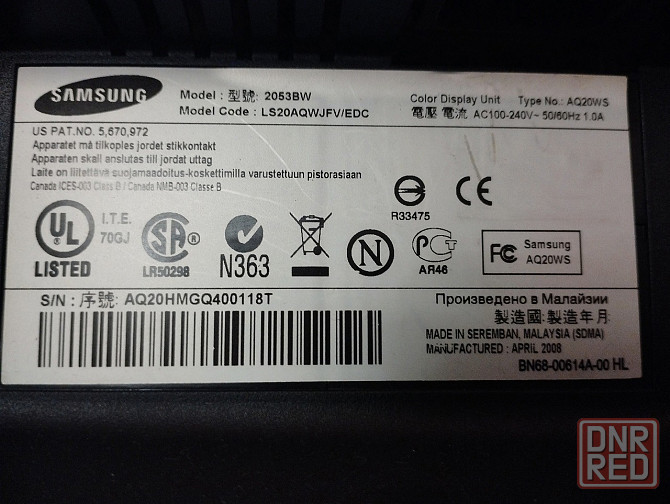 SAMSUNG
Model : 型號: 2053BW
Model Code : LS20AQWJFV/EDC
Color Display Unit Type No.: AQ20WS
電壓 電流 AC100-240V~ 50/60Hz 1.0A
US PAT.NO. 5,670,972
Apparatet må tilkoples jordet stikkontakt
Apparaten skall anslutas till jordat uttag
Laite on liitettävä suojamaadoitus-koskettimilla varustettuun pistorasiaan
Canada ICES-003 Class B / Canada NMB-003 Classe B
R33475
CE
UL
I.T.E.
70GJ
LISTED
SA
LR50298
N363
N
AR46
FC
Samsung
AQ20WS
S/N : 序號: AQ20HMGQ400118T
Произведено в Малайзии
製造國: 製造年月:
MADE IN SEREMBAN, MALAYSIA (SDMA)
MANUFACTURED : APRIL 2008
BN68-00614A-00 HL
DNR
RED